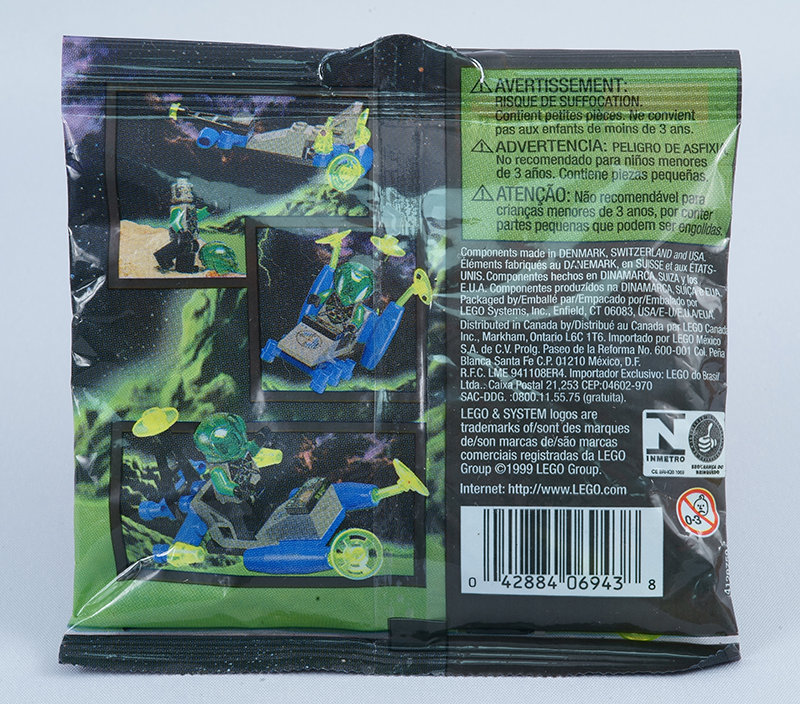 AVERTISSEMENT:
RISQUE DE SUFFOCATION.
Contient petites pièces. Ne convient
pas aux enfants de moins de 3 ans.
ADVERTENCIA: PELIGRO DE ASFIXIA
No recomendado para niños menores
de 3 años. Contiene piezas pequeñas.
ATENÇÃO: Não recomendável para
crianças menores de 3 anos, por conter
partes pequenas que podem ser engolidas.
Components made in DENMARK, SWITZERLAND and USA.
Éléments fabriqués au DANEMARK, en SUISSE et aux ETATS-
UNIS. Componentes hechos en DINAMARCA, SUIZA y los
E.U.A. Componentes produzidos na DINAMARCA, SUIÇA e EUA.
Packaged by/Emballé par/Empacado por/Embalado por
LEGO Systems, Inc., Enfield, CT 06083, USA/E-U/E.U.A/EUA
Distributed in Canada by/Distribué au Canada par LEGO Canada
Inc., Markham, Ontario L6C 1T6. Importado por LEGO México
S.A. de C.V. Prolg. Paseo de la Reforma No. 600-001 Col. Peña
Blanca Santa Fe C.P. 01210 México, D.F.
R.F.C. LME 941108ER4. Importador Exclusivo: LEGO do Brasil
Ltda.. Caixa Postal 21,253 CEP:04602-970
SAC-DDG. :0800.11.55.75 (gratuita).
LEGO & SYSTEM logos are
trademarks of/sont des marques
de/son marcas de/são marcas
comerciais registradas da LEGO
Group ©1999 LEGO Group.
N
INMETRO
SEGURANÇA DO
BRINQUEDO
Internet: http://www.LEGO.com
0-3
0 42884 06943 8